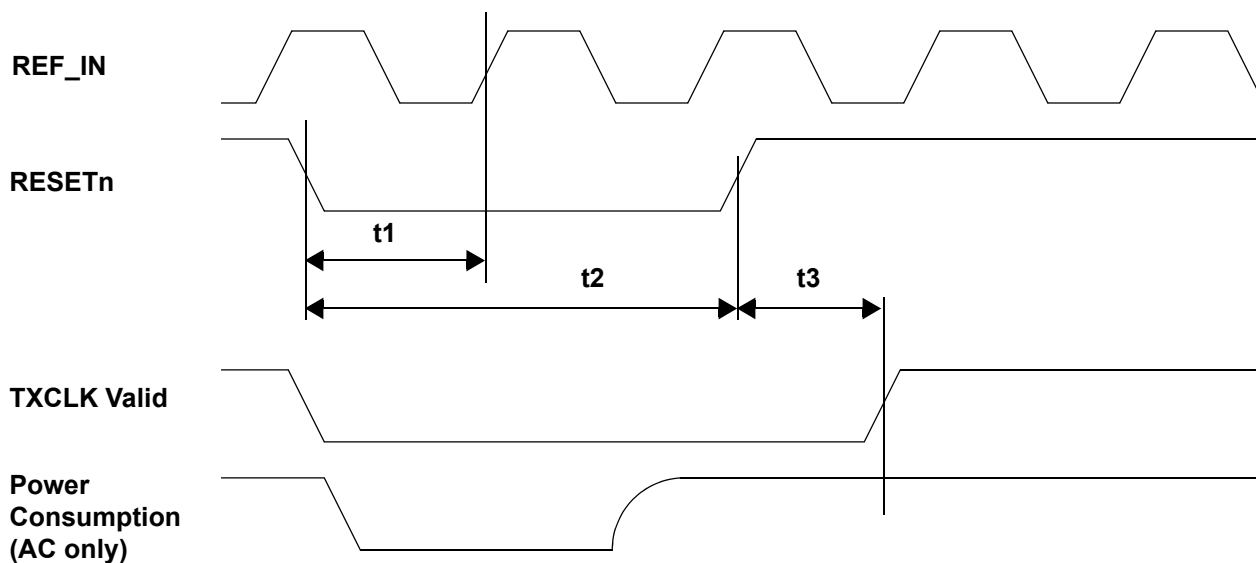 REF_IN
RESETn
t1
t2
t3
TXCLK Valid
Power
Consumption
(AC only)